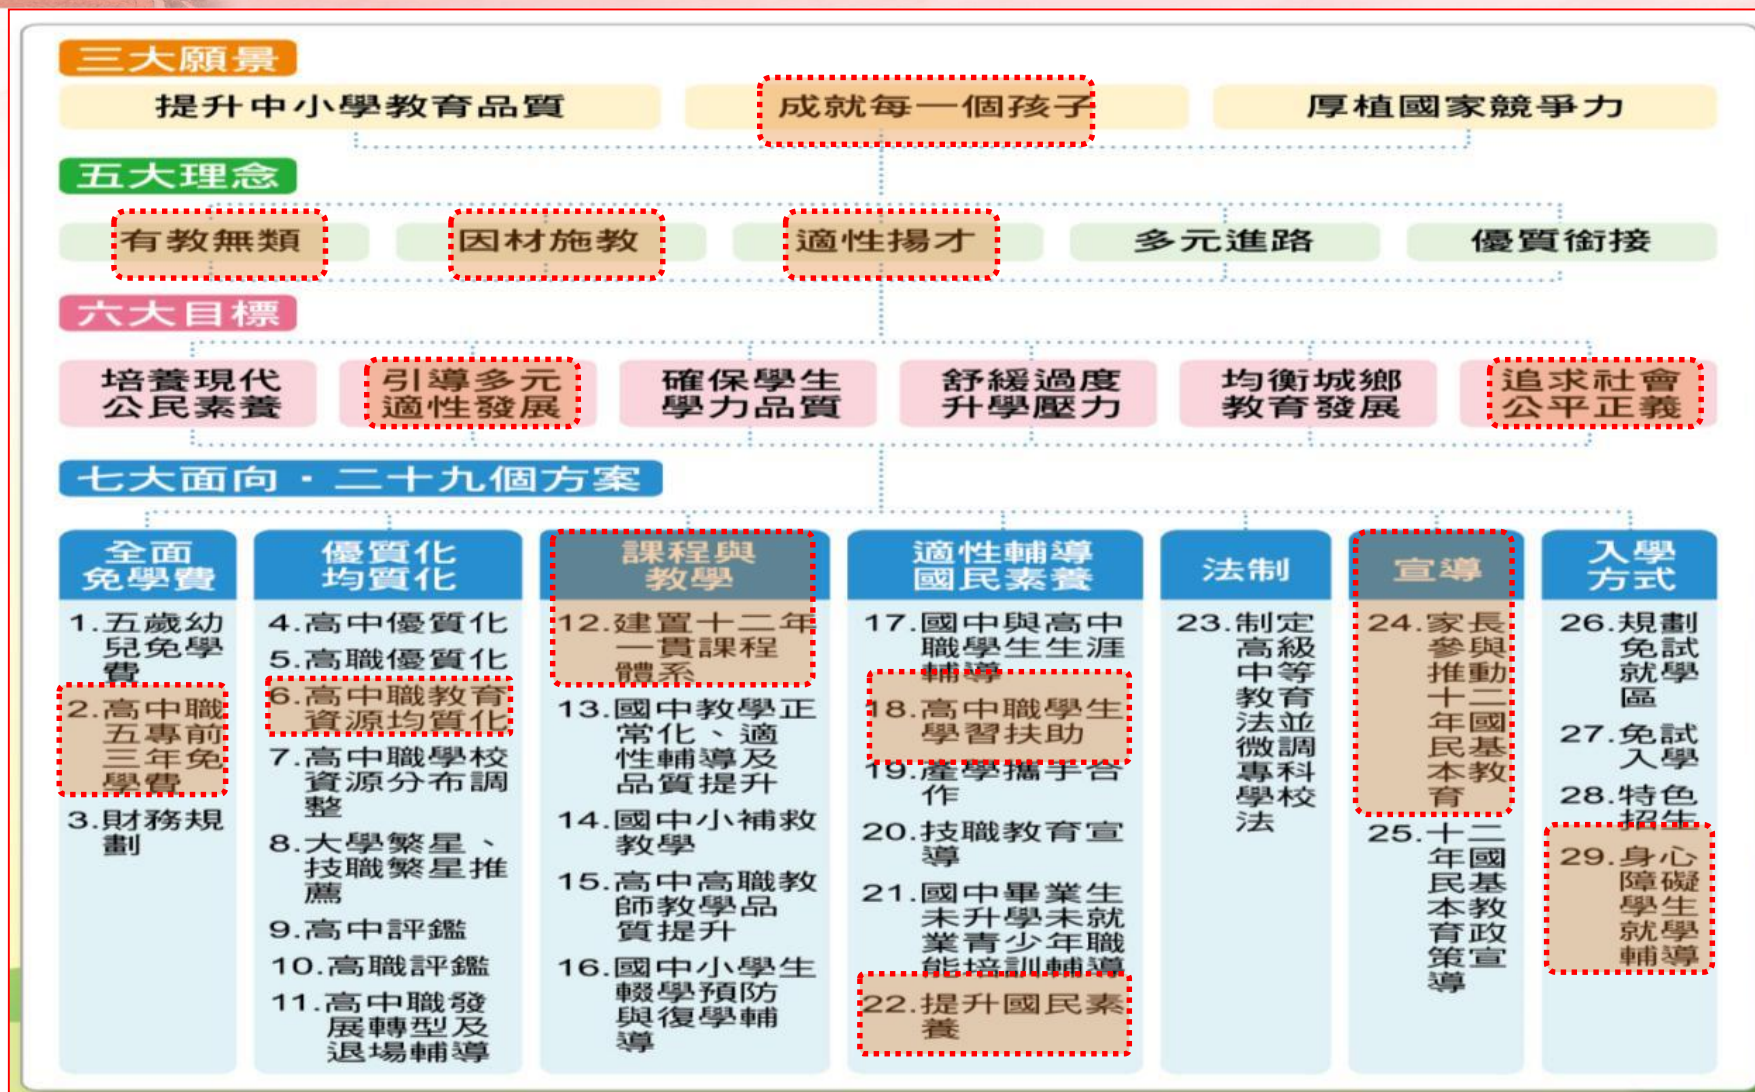 三大願景
提升中小學教育品質
成就每一個孩子
厚植國家競爭力
五大理念
有教無類
因材施教
適性揚才
多元進路
優質銜接
六大目標
培養現代
公民素養
引導多元
適性發展
確保學生
學力品質
舒緩過度
升學壓力
均衡城鄉
教育發展
追求社會
公平正義
七大面向‧二十九個方案
全面
免學費
1.五歲幼
兒免學
費
2.高中職
五專前
三年免
學費
3.財務規
劃
優質化
均質化
4.高中優質化
5.高職優質化
6.高中職教育
資源均質化
7.高中職學校
資源分布調
整
8.大學繁星、
技職繁星推
薦
9.高中評鑑
10.高職評鑑
11.高中職發
展轉型及
退場輔導
課程與
教學
12.建置十二年
一貫課程
體系
13.國中教學正
常化、適
性輔導及
品質提升
14.國中小補救
教學
15.高中高職教
師教學品
質提升
16.國中小學生
輟學預防
與復學輔
導
適性輔導
國民素養
17.國中與高中
職學生生涯
輔導
18.高中職學生
學習扶助
19.產學攜手合
作
20.技職教育宣
導
21.國中畢業生
未升學未就
業青少年職
能培訓輔導
22.提升國民素
養
法制
23.制定
高級
中等
教育
法並
微調
專科
學校
法
宣導
24.家長
參與
推動
十二
年國
民基
本教
育
25.十二
年國
民基
本教
育政
策宣
導
入學
方式
26.規劃
免試
就學
區
27.免試
入學
28.特色
招生
29.身心
障礙
學生
就學
輔導